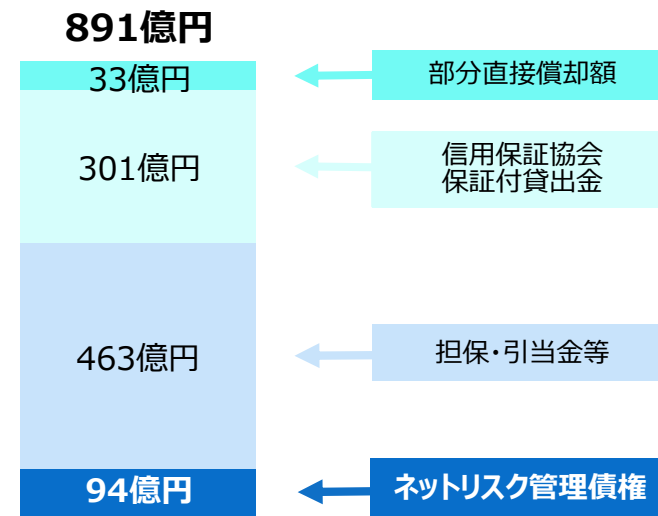 891億円
33億円
部分直接償却額
301億円
信用保証協会
保証付貸出金
463億円
担保・引当金等
94億円
ネットリスク管理債権